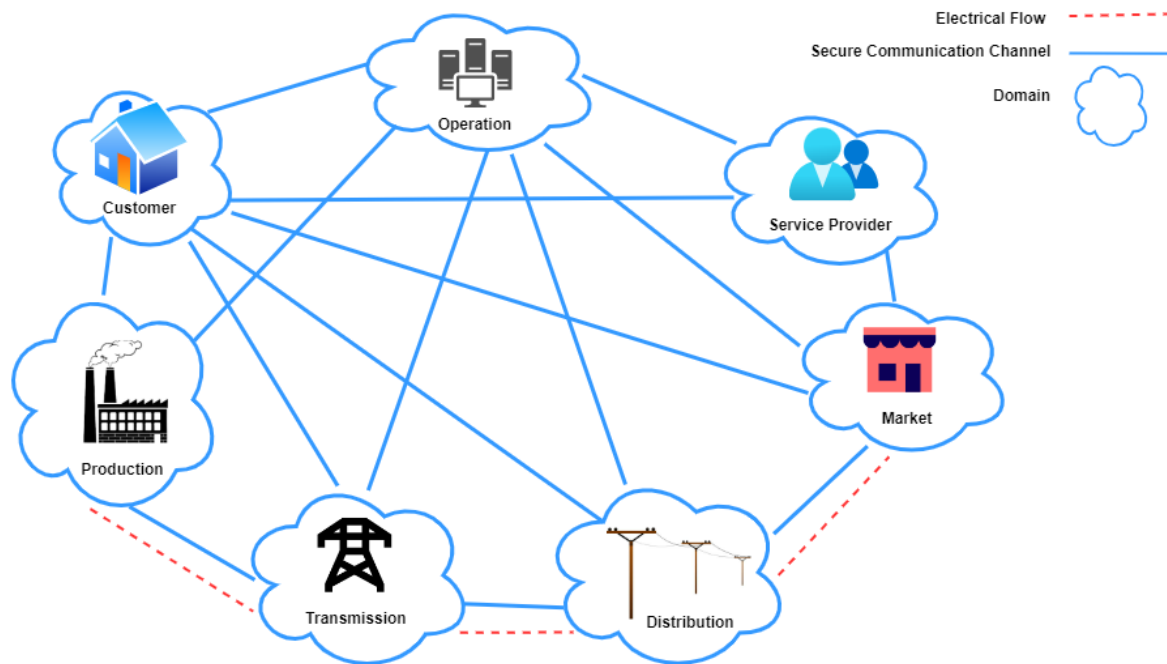 Electrical Flow
Secure Communication Channel
Domain
Operation
Customer
Service Provider
Market
Production
Transmission
Distribution